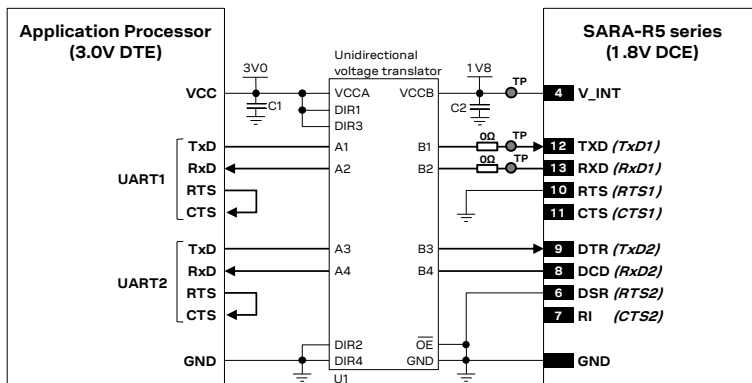 Application Processor
(3.0V DTE)
SARA-R5 series
(1.8V DCE)
Unidirectional
voltage translator
3V0
1V8
TP
VCC
C1
VCCA
VCCB
C2
4
V_INT
DIR1
DIR3
0Ω
TP
TxD
A1
B1
12
TXD (TxD1)
0Ω
TP
UART1
RxD
A2
B2
13
RXD (RxD1)
RTS
10
RTS (RTS1)
CTS
11
CTS (CTS1)
TxD
A3
B3
9
DTR (TxD2)
UART2
RxD
A4
B4
8
DCD (RxD2)
RTS
6
DSR (RTS2)
CTS
7
RI (CTS2)
DIR2
OE
GND
DIR4
GND
GND
U1